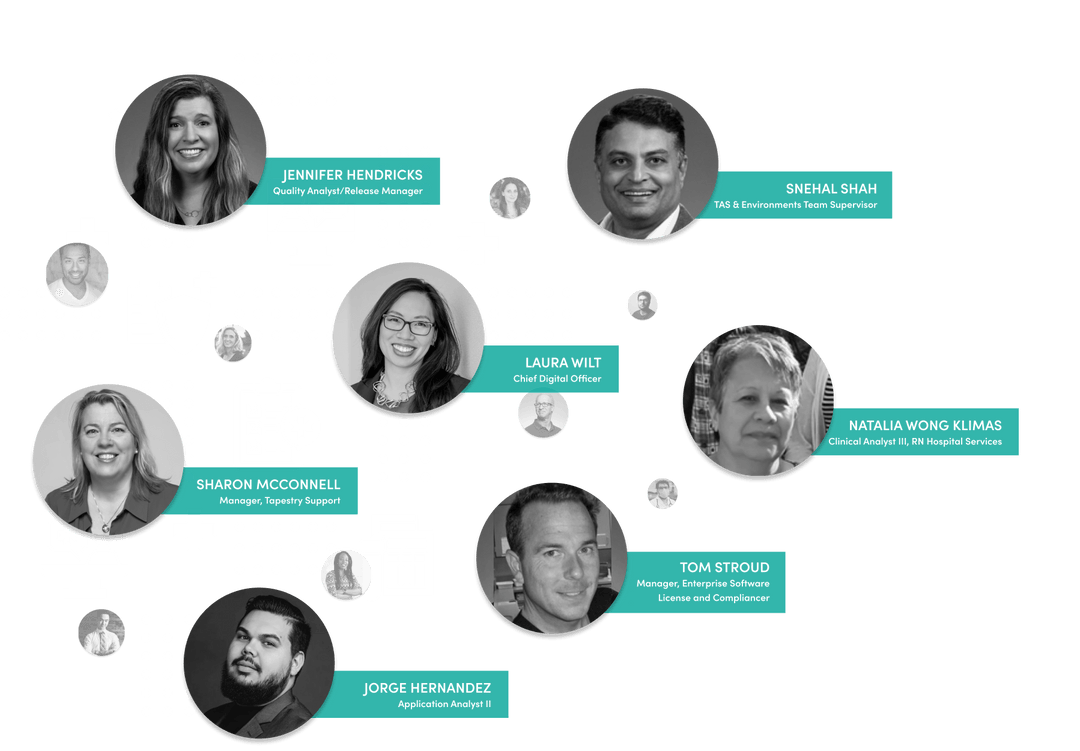 JENNIFER HENDRICKS
Quality Analyst/Release Manager
SNEHAL SHAH
TAS & Environments Team Supervisor
LAURA WILT
Chief Digital Officer
NATALIA WONG KLIMAS
Clinical Analyst III, RN Hospital Services
SHARON MCCONNELL
Manager, Tapestry Support
TOM STROUD
Manager, Enterprise Software
License and Compliancer
JORGE HERNANDEZ
Application Analyst II